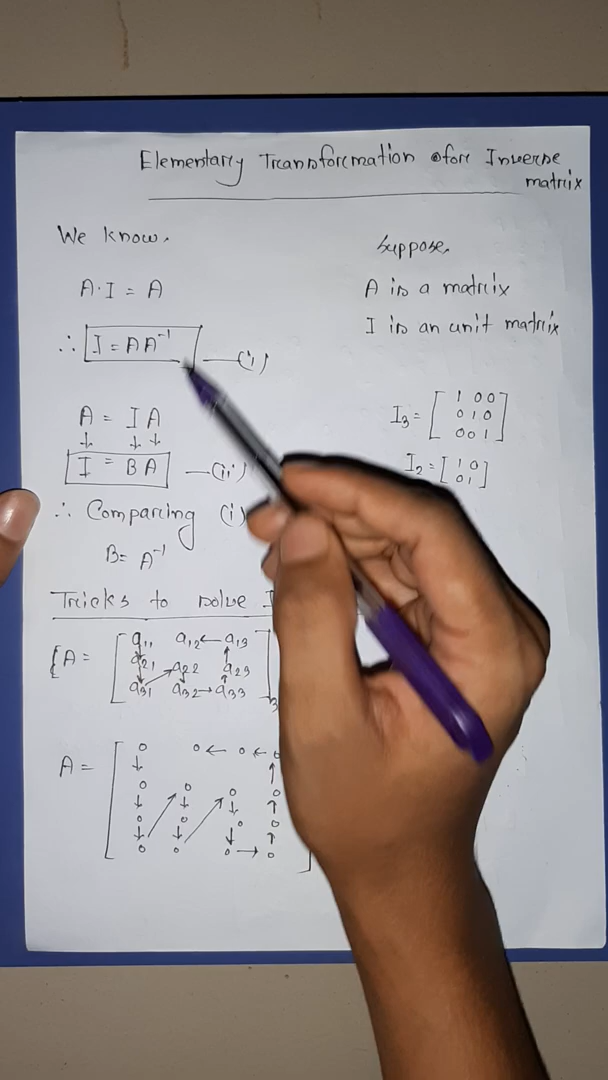 Elementary Transformation for Inverse
matrix
We know,
A·I = A
∴ I = AA⁻¹ —(i)
A = I A
↓ ↓ ↓
I = B A —(ii)
∴ Comparing (i)
B = A⁻¹
Suppose,
A is a matrix
I is an unit matrix
I₃ = [ 1 0 0
0 1 0
0 0 1 ]
I₂ = [ 1 0
0 1 ]
Tricks to solve
A = [ a₁₁ a₁₂ ← a₁₃
a₂₁ a₂₂ a₂₃
a₃₁ a₃₂ → a₃₃ ]
A =